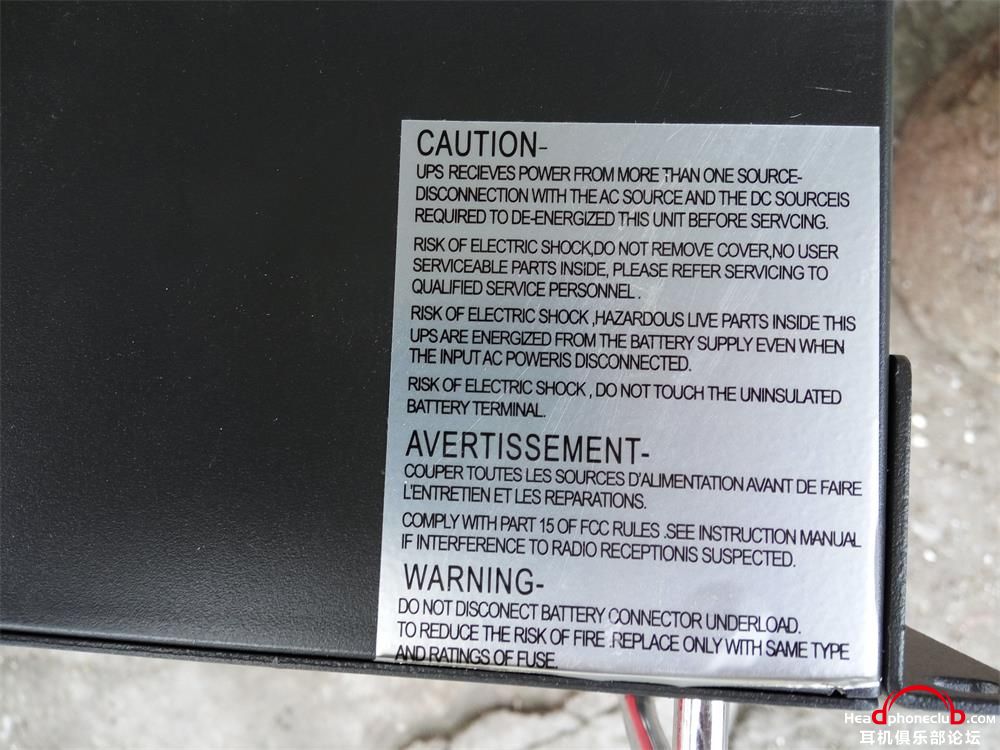 CAUTION-
UPS RECIEVES POWER FROM MORE THAN ONE SOURCE-
DISCONNECTION WITH THE AC SOURCE AND THE DC SOURCEIS
REQUIRED TO DE-ENERGIZED THIS UNIT BEFORE SERVCING.
RISK OF ELECTRIC SHOCK,DO NOT REMOVE COVER,NO USER
SERVICEABLE PARTS INSIDE, PLEASE REFER SERVICING TO
QUALIFIED SERVICE PERSONNEL .
RISK OF ELECTRIC SHOCK ,HAZARDOUS LIVE PARTS INSIDE THIS
UPS ARE ENERGIZED FROM THE BATTERY SUPPLY EVEN WHEN
THE INPUT AC POWERIS DISCONNECTED.
RISK OF ELECTRIC SHOCK , DO NOT TOUCH THE UNINSULATED
BATTERY TERMINAL.
AVERTISSEMENT-
COUPER TOUTES LES SOURCES D'ALIMENTATION AVANT DE FAIRE
L'ENTRETIEN ET LES REPARATIONS.
COMPLY WITH PART 15 OF FCC RULES .SEE INSTRUCTION MANUAL
IF INTERFERENCE TO RADIO RECEPTIONIS SUSPECTED.
WARNING-
DO NOT DISCONECT BATTERY CONNECTOR UNDERLOAD.
TO REDUCE THE RISK OF FIRE .REPLACE ONLY WITH SAME TYPE
AND RATINGS OF FUSE.
Headphoneclub.com
耳机俱乐部论坛